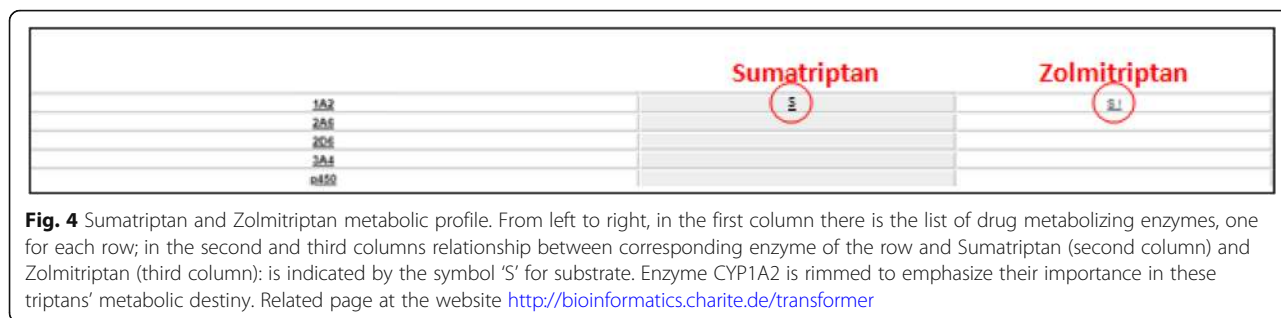 Sumatriptan Zolmitriptan
1A2 S S I
2A6
2D6
3A4
p450
Fig. 4 Sumatriptan and Zolmitriptan metabolic profile. From left to right, in the first column there is the list of drug metabolizing enzymes, one
for each row; in the second and third columns relationship between corresponding enzyme of the row and Sumatriptan (second column) and
Zolmitriptan (third column): is indicated by the symbol ‘S’ for substrate. Enzyme CYP1A2 is rimmed to emphasize their importance in these
triptans’ metabolic destiny. Related page at the website http://bioinformatics.charite.de/transformer